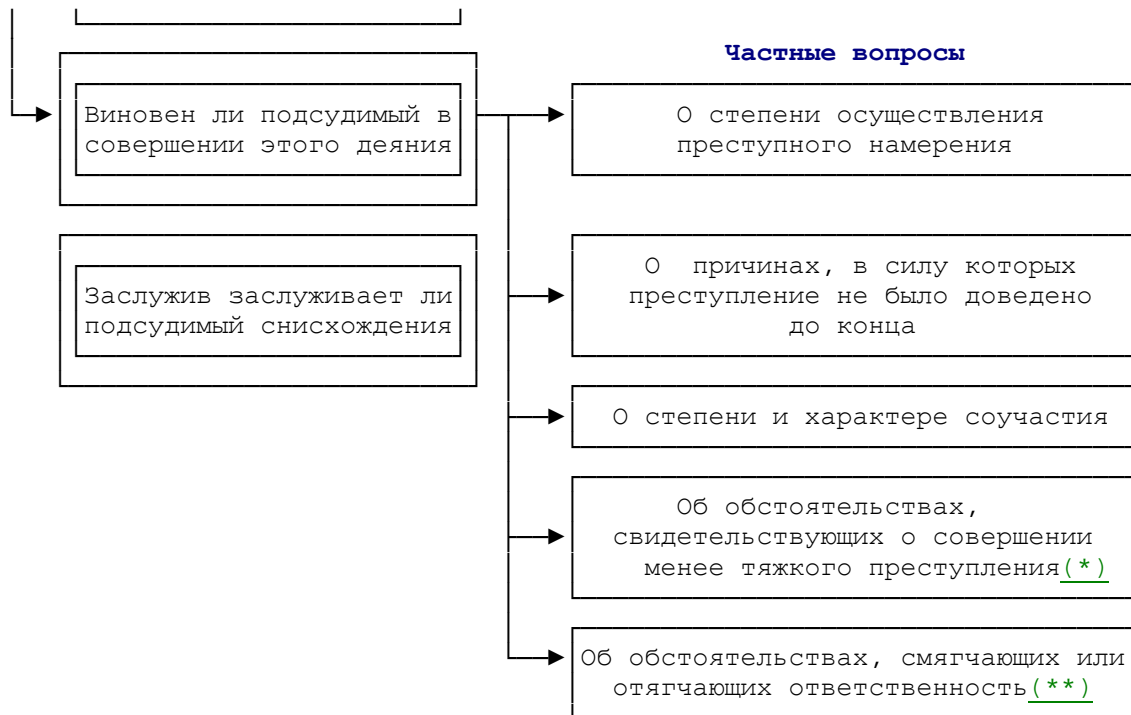 Частные вопросы
Виновен ли подсудимый в
совершении этого деяния
О степени осуществления
преступного намерения
Заслужив заслуживает ли
подсудимый снисхождения
О причинах, в силу которых
преступление не было доведено
до конца
О степени и характере соучастия
Об обстоятельствах,
свидетельствующих о совершении
менее тяжкого преступления(*)
Об обстоятельствах, смягчающих или
отягчающих ответственность(**)